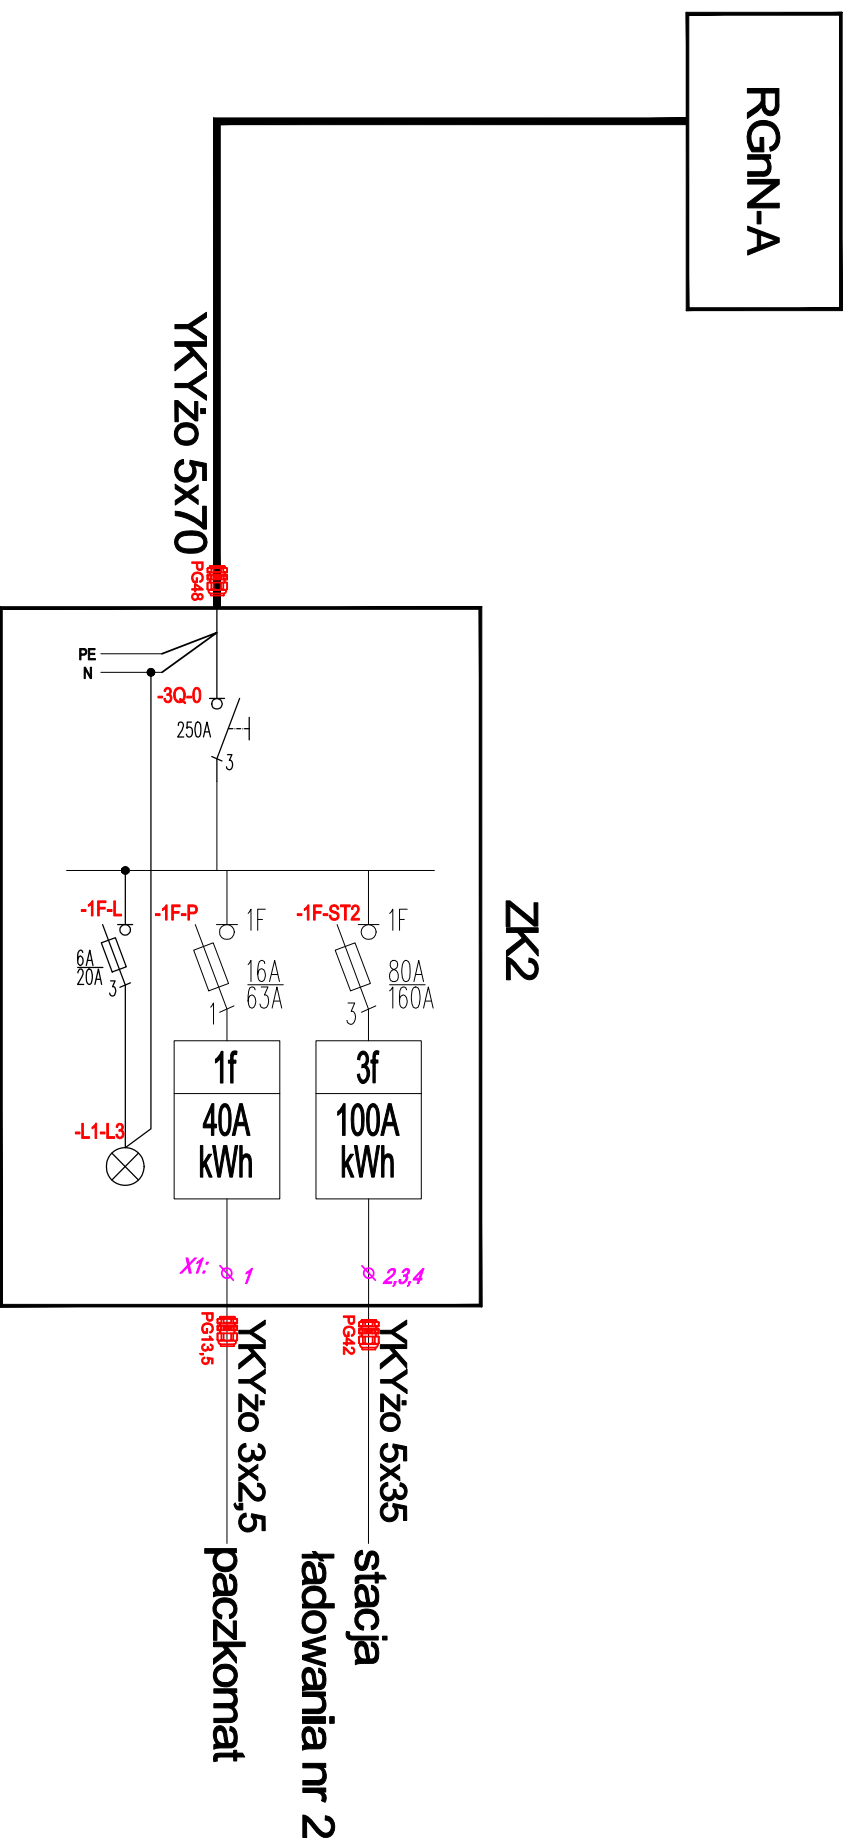 RGnN-A
YKYżo 5x70
PG48
ZK2
PE
N
-3Q-0
250A
3
-1F-L
6A
20A
3
-1F-P
1F
16A
63A
1
-1F-ST2
1F
80A
160A
3
1f
40A
kWh
3f
100A
kWh
-L1-L3
X1:
1
2,3,4
PG13,5
YKYżo 3x2,5
paczkomat
PG42
YKYżo 5x35
stacja
ładowania nr 2